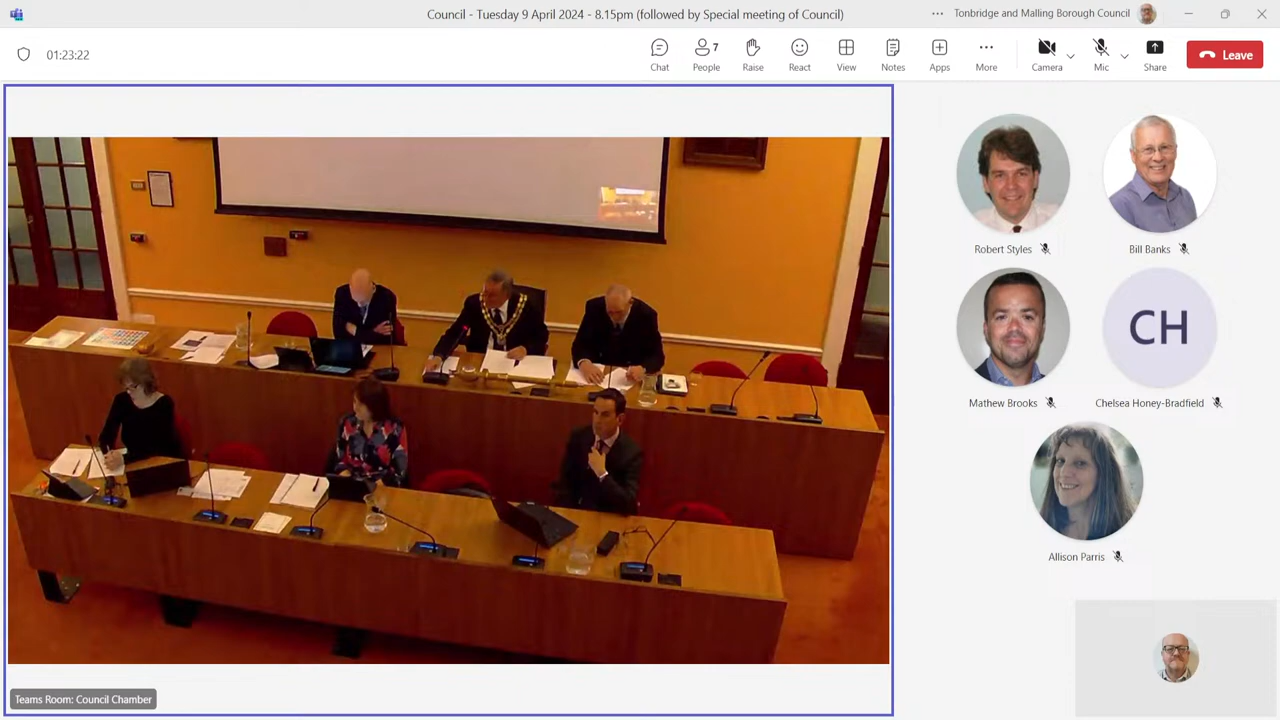 Council - Tuesday 9 April 2024 - 8.15pm (followed by Special meeting of Council)
Tonbridge and Malling Borough Council
01:23:22
Chat
7
People
Raise
React
View
Notes
Apps
More
Camera
Mic
Share
Leave
Robert Styles
Bill Banks
CH
Mathew Brooks
Chelsea Honey-Bradfield
Allison Parris
Teams Room: Council Chamber